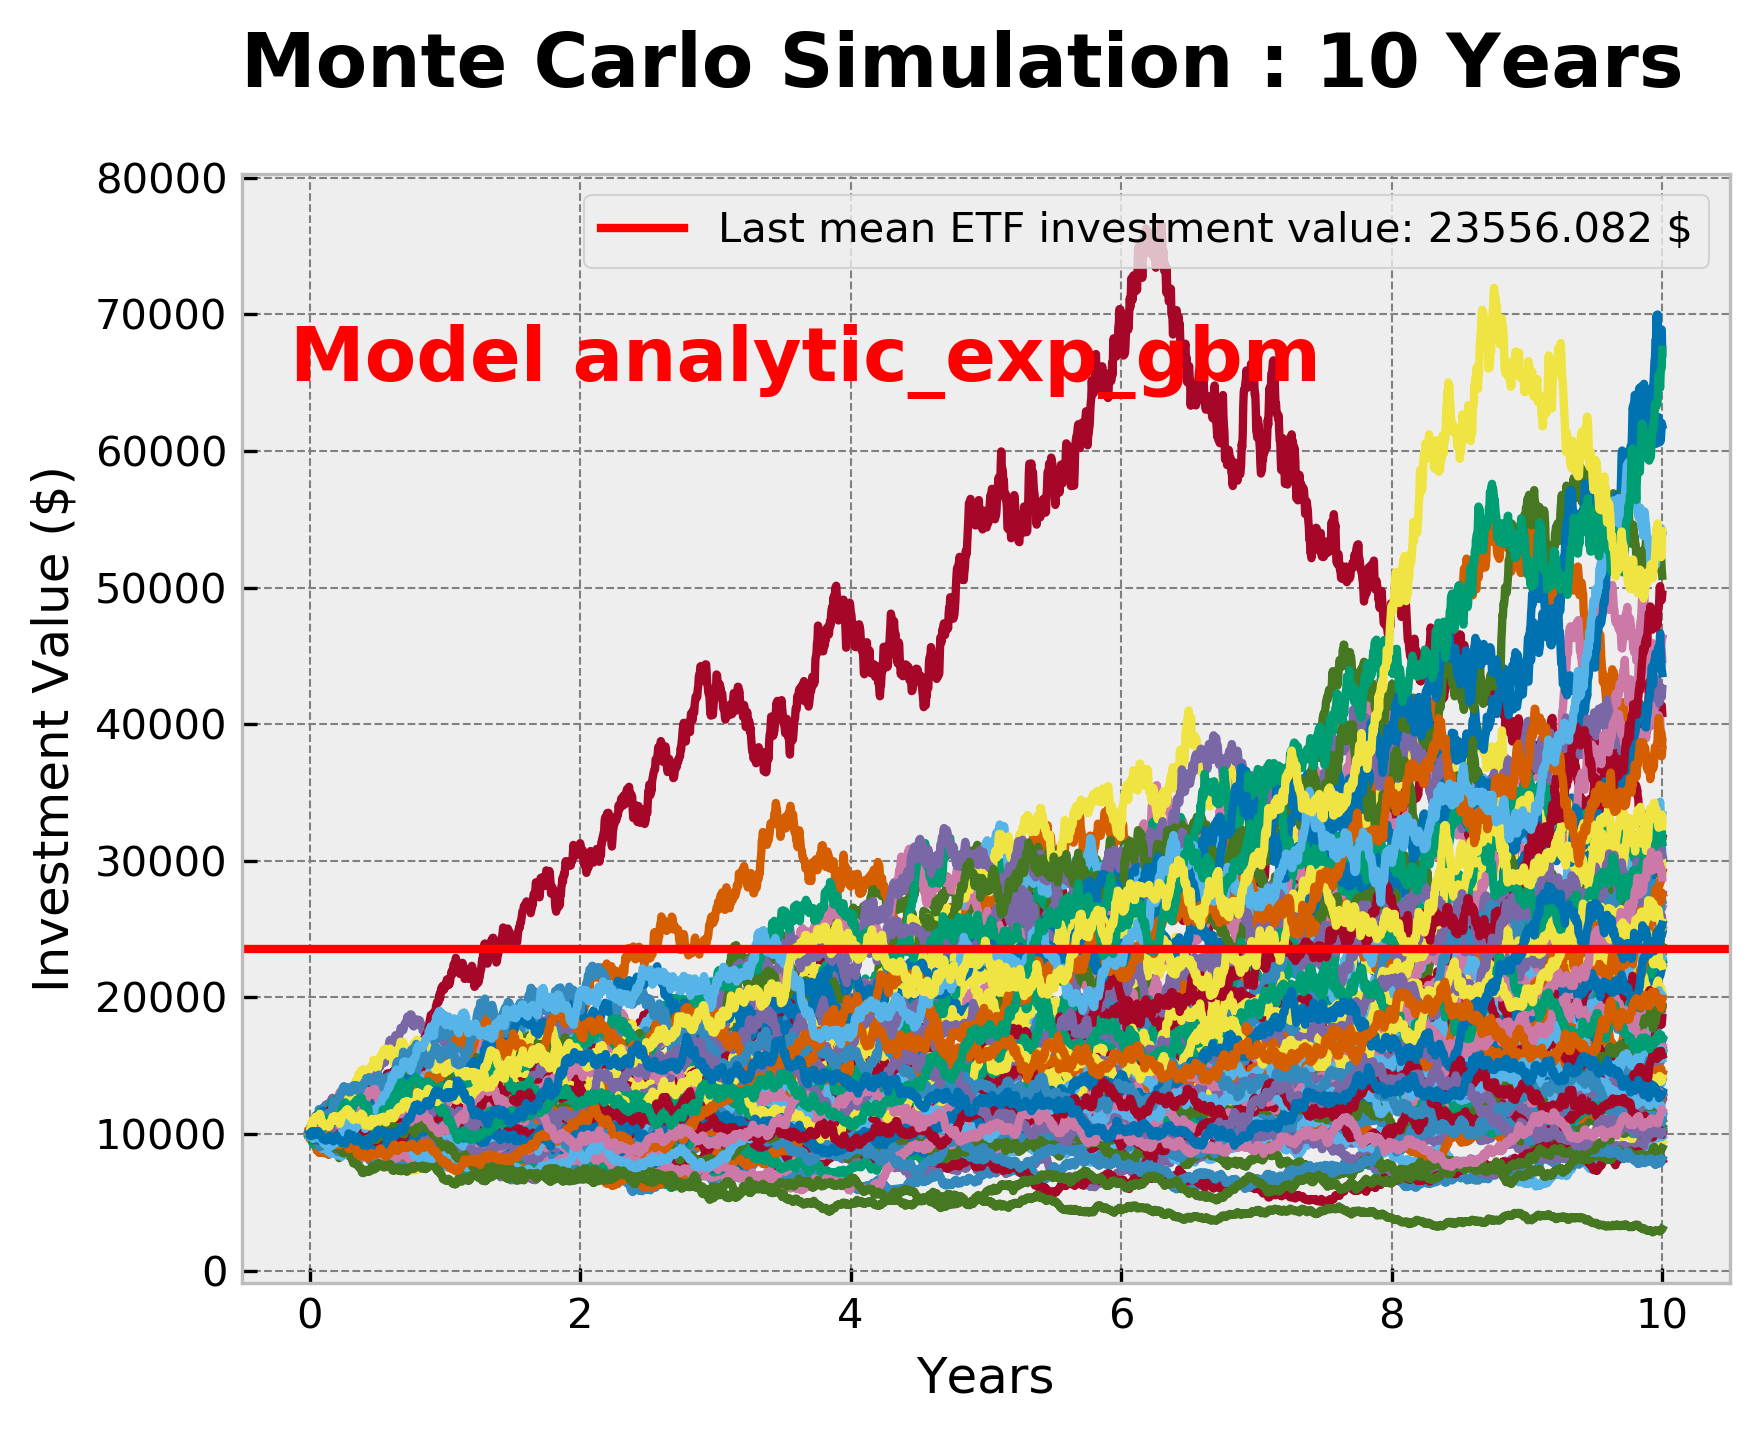 Monte Carlo Simulation : 10 Years
80000
Last mean ETF investment value: 23556.082 $
70000
Model analytic_exp_gbm
60000
50000
40000
30000
20000
10000
0
Investment Value ($)
0 2 4 6 8 10
Years